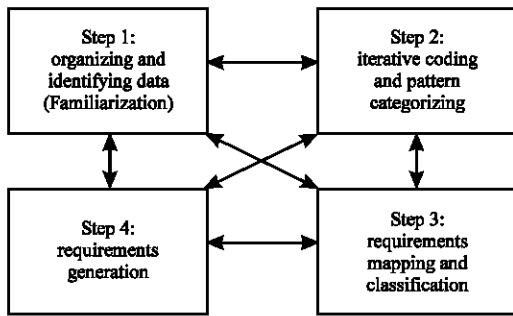 Step 1:
organizing and
identifying data
(Familiarization)
Step 2:
iterative coding
and pattern
categorizing
Step 4:
requirements
generation
Step 3:
requirements
mapping and
classification